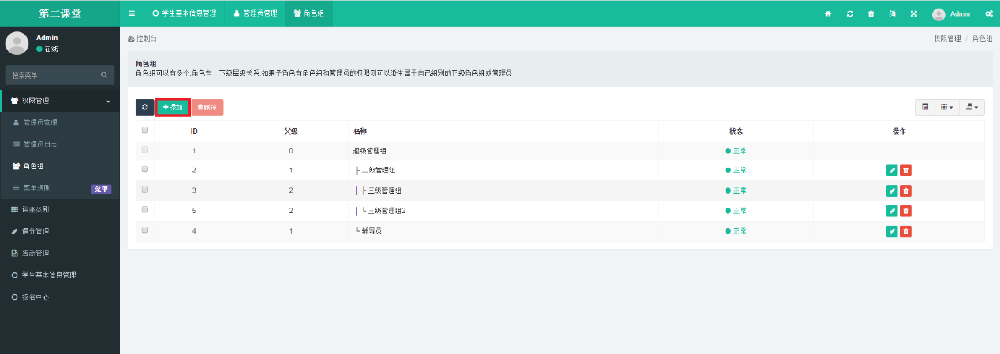 第二课堂
学生基本信息管理
管理员管理
角色组
Admin
Admin
在线
搜索菜单
权限管理
管理员管理
管理员日志
角色组
菜单规则 菜单
讲座类别
得分管理
活动管理
学生基本信息管理
报名中心
控制台
权限管理 / 角色组
角色组
角色组可以有多个,角色有上下级层级关系,如果子角色有角色组和管理员的权限则可以派生属于自己组别的下级角色组或管理员
添加 删除
ID 父级 名称 状态 操作
1 0 超级管理组 正常
2 1 ├ 二级管理组 正常
3 2 │ ├ 三级管理组 正常
5 2 │ └ 三级管理组2 正常
4 1 └ 辅导员 正常